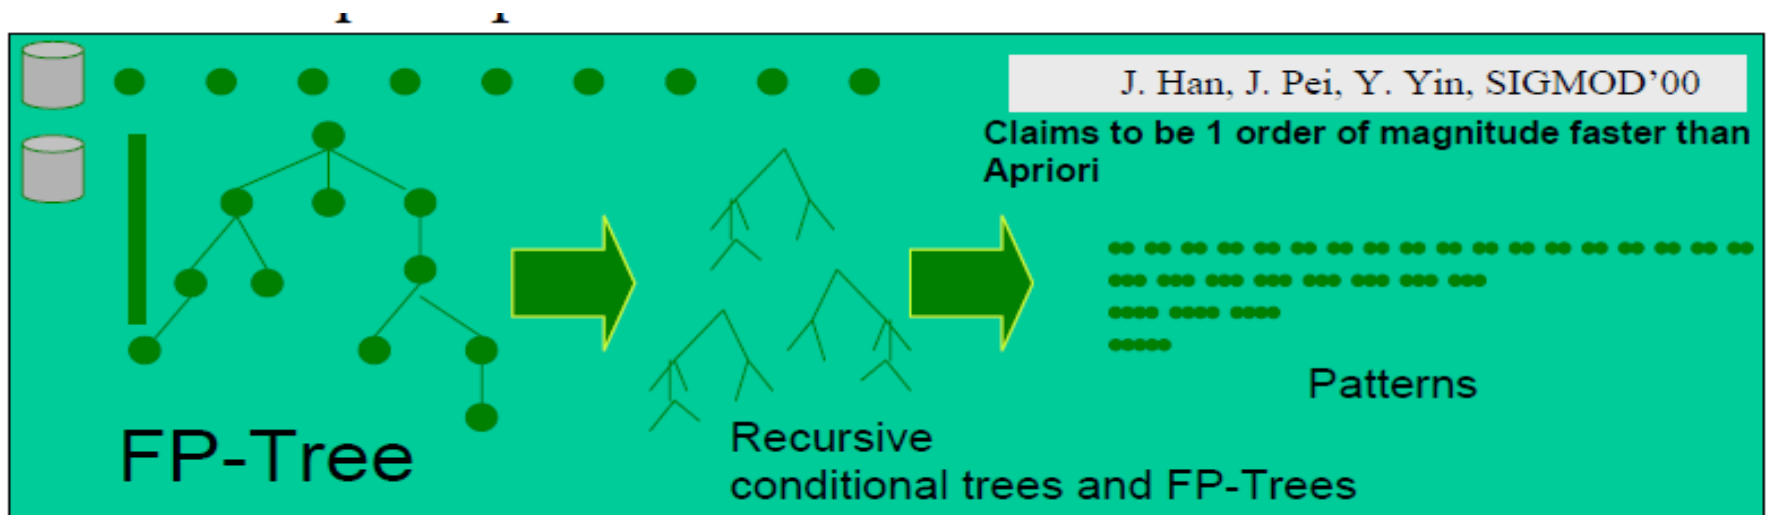 J. Han, J. Pei, Y. Yin, SIGMOD’00
Claims to be 1 order of magnitude faster than
Apriori
Patterns
FP-Tree
Recursive
conditional trees and FP-Trees